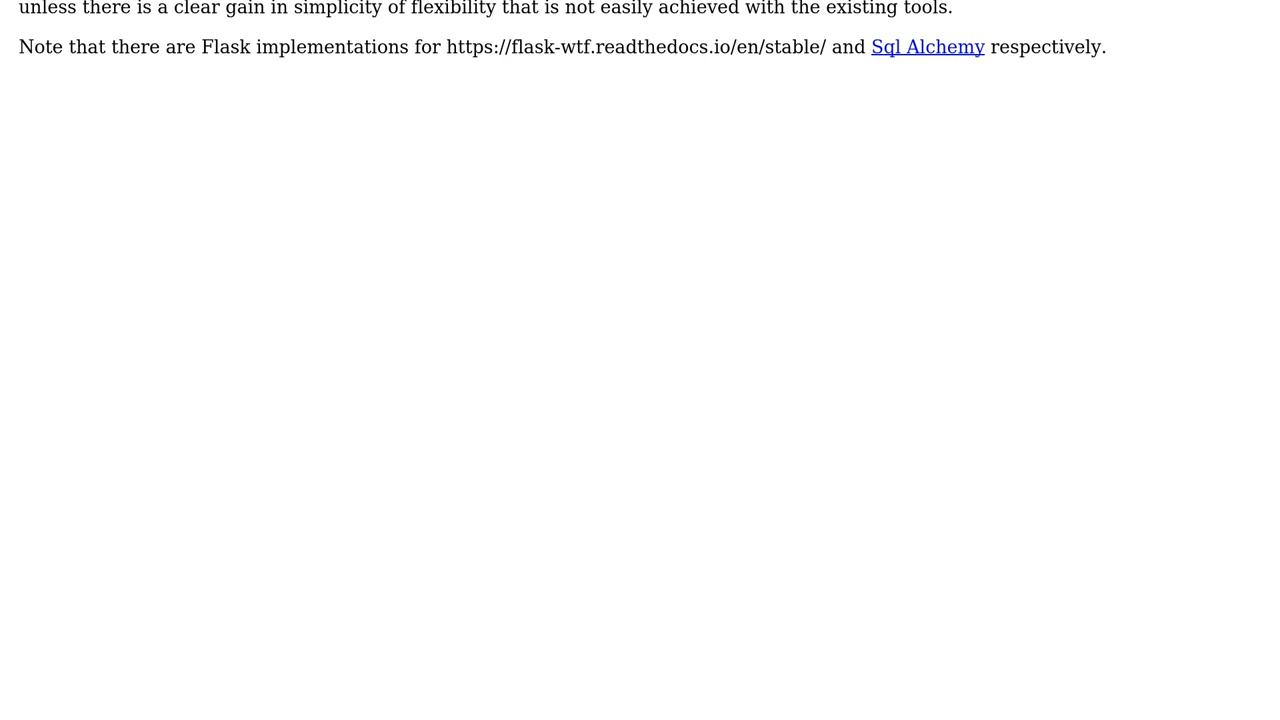 unless there is a clear gain in simplicity of flexibility that is not easily achieved with the existing tools.
Note that there are Flask implementations for https://flask-wtf.readthedocs.io/en/stable/ and Sql Alchemy respectively.